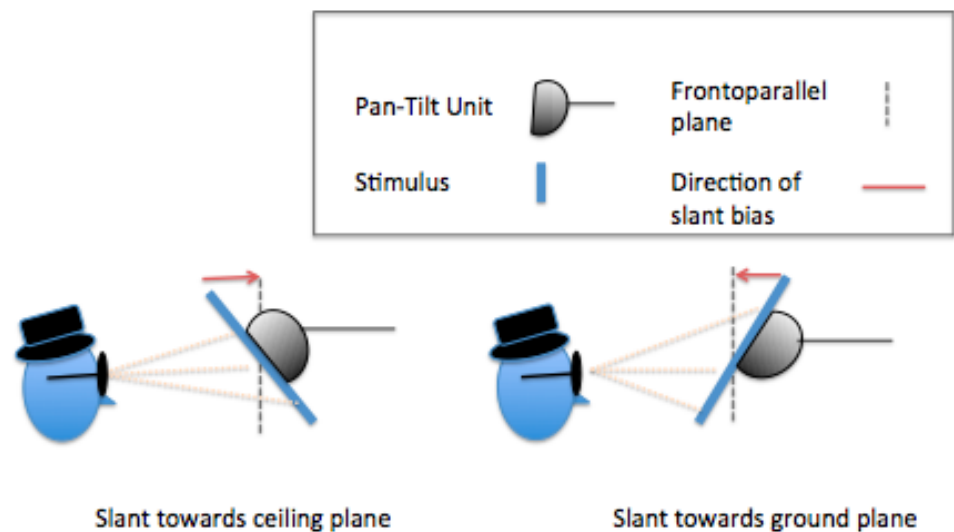 Pan-Tilt Unit
Frontoparallel
plane
Stimulus
Direction of
slant bias
Slant towards ceiling plane
Slant towards ground plane